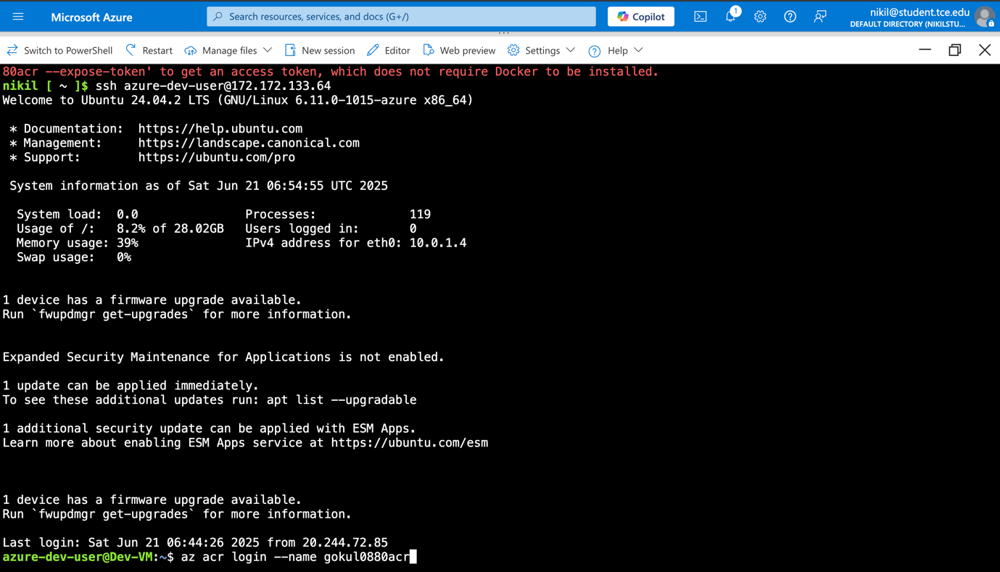 Microsoft Azure
Search resources, services, and docs (G+/)
Copilot
1
nikil@student.tce.edu
DEFAULT DIRECTORY (NIKILSTU...
Switch to PowerShell
Restart
Manage files
New session
Editor
Web preview
Settings
Help
80acr --expose-token' to get an access token, which does not require Docker to be installed.
nikil [ ~ ]$ ssh azure-dev-user@172.172.133.64
Welcome to Ubuntu 24.04.2 LTS (GNU/Linux 6.11.0-1015-azure x86_64)
* Documentation: https://help.ubuntu.com
* Management: https://landscape.canonical.com
* Support: https://ubuntu.com/pro
System information as of Sat Jun 21 06:54:55 UTC 2025
System load: 0.0 Processes: 119
Usage of /: 8.2% of 28.02GB Users logged in: 0
Memory usage: 39% IPv4 address for eth0: 10.0.1.4
Swap usage: 0%
1 device has a firmware upgrade available.
Run `fwupdmgr get-upgrades` for more information.
Expanded Security Maintenance for Applications is not enabled.
1 update can be applied immediately.
To see these additional updates run: apt list --upgradable
1 additional security update can be applied with ESM Apps.
Learn more about enabling ESM Apps service at https://ubuntu.com/esm
1 device has a firmware upgrade available.
Run `fwupdmgr get-upgrades` for more information.
Last login: Sat Jun 21 06:44:26 2025 from 20.244.72.85
azure-dev-user@Dev-VM:~$ az acr login --name gokul0880acr